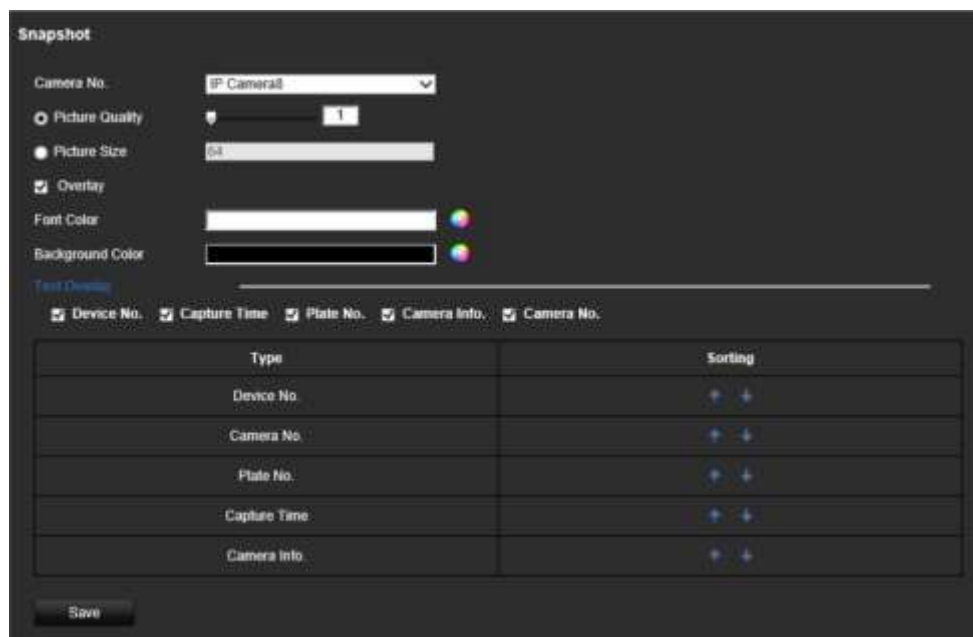 Snapshot
Camera No. IP Camera8
Picture Quality 1
Picture Size 64
Overlay
Font Color
Background Color
Text Overlay
Device No. Capture Time Plate No. Camera Info. Camera No.
Type Sorting
Device No.
Camera No.
Plate No.
Capture Time
Camera Info.
Save